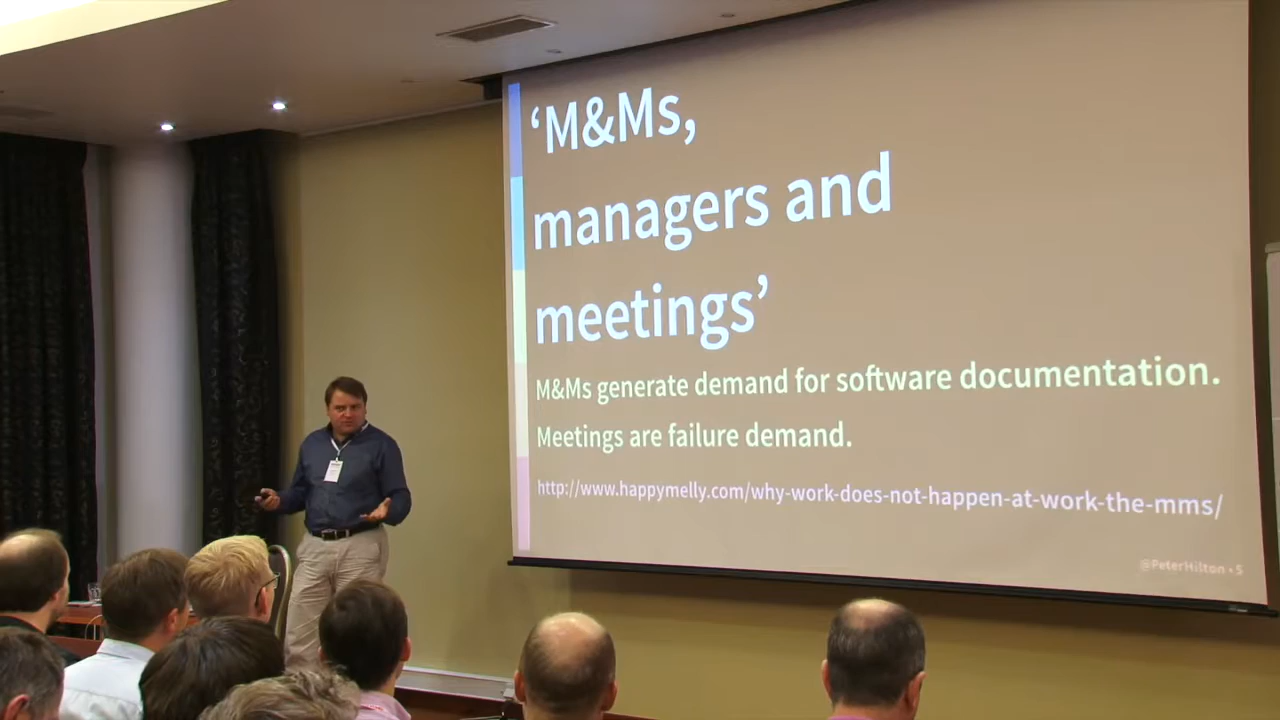 ‘M&Ms,
managers and
meetings’
M&Ms generate demand for software documentation.
Meetings are failure demand.
http://www.happymelly.com/why-work-does-not-happen-at-work-the-mms/
@PeterHilton • 5